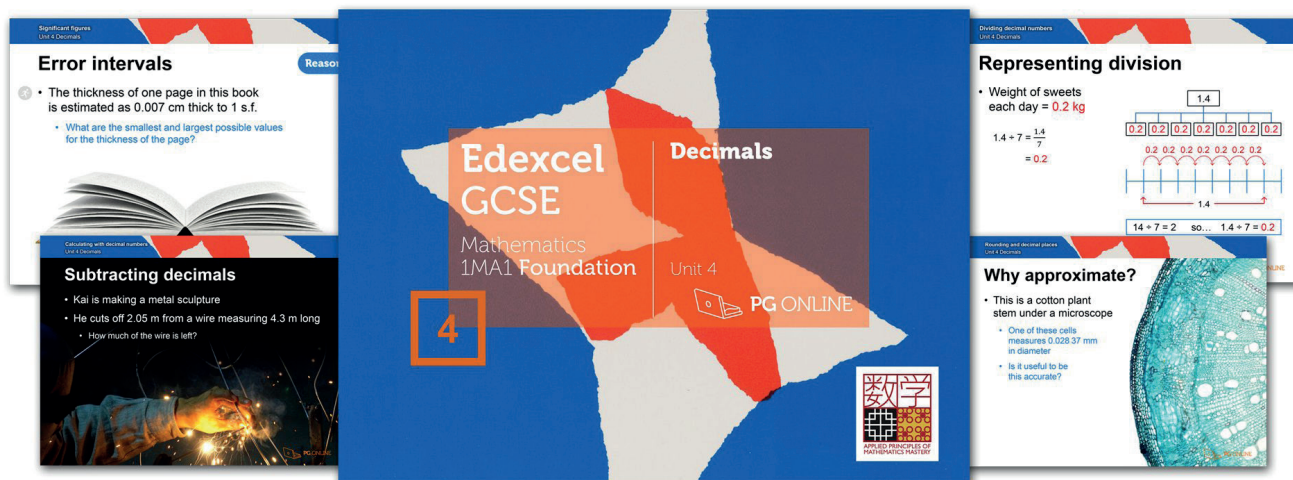 Significant figures
Unit 4 Decimals
Error intervals
• The thickness of one page in this book
is estimated as 0.007 cm thick to 1 s.f.
• What are the smallest and largest possible values
for the thickness of the page?
Calculating with decimal numbers
Unit 4 Decimals
Subtracting decimals
• Kai is making a metal sculpture
• He cuts off 2.05 m from a wire measuring 4.3 m long
• How much of the wire is left?
PG ONLINE
Edexcel
GCSE
Mathematics
1MA1 Foundation
Decimals
Unit 4
PG ONLINE
4
数学
APPLIED PRINCIPLES OF
MATHEMATICS MASTERY
Dividing decimal numbers
Unit 4 Decimals
Representing division
• Weight of sweets
each day = 0.2 kg
1.4 ÷ 7 = 1.4/7
= 0.2
1.4
0.2 0.2 0.2 0.2 0.2 0.2 0.2
0.2 0.2 0.2 0.2 0.2 0.2 0.2
1.4
14 ÷ 7 = 2 so… 1.4 ÷ 7 = 0.2
Rounding and decimal places
Unit 4 Decimals
Why approximate?
• This is a cotton plant
stem under a microscope
• One of these cells
measures 0.028 37 mm
in diameter
• Is it useful to be
this accurate?
PG ONLINE